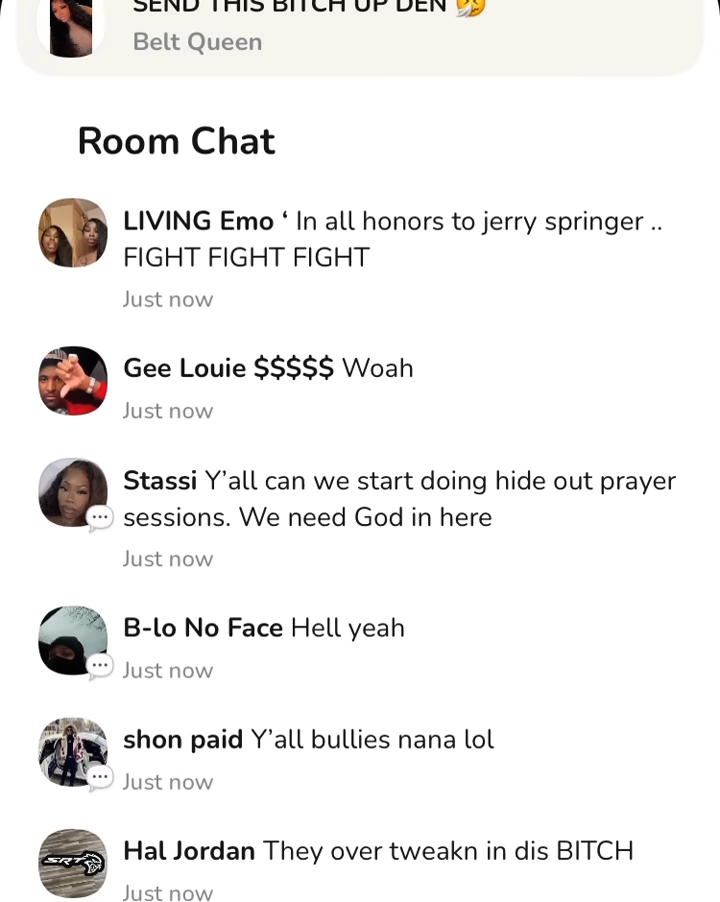 SEND THIS BITCH UP DEN 🤧
Belt Queen
Room Chat
LIVING Emo ‘ In all honors to jerry springer ..
FIGHT FIGHT FIGHT
Just now
Gee Louie $$$$$ Woah
Just now
Stassi Y’all can we start doing hide out prayer
sessions. We need God in here
Just now
B-lo No Face Hell yeah
Just now
shon paid Y’all bullies nana lol
Just now
SRT
Hal Jordan They over tweakn in dis BITCH
Just now